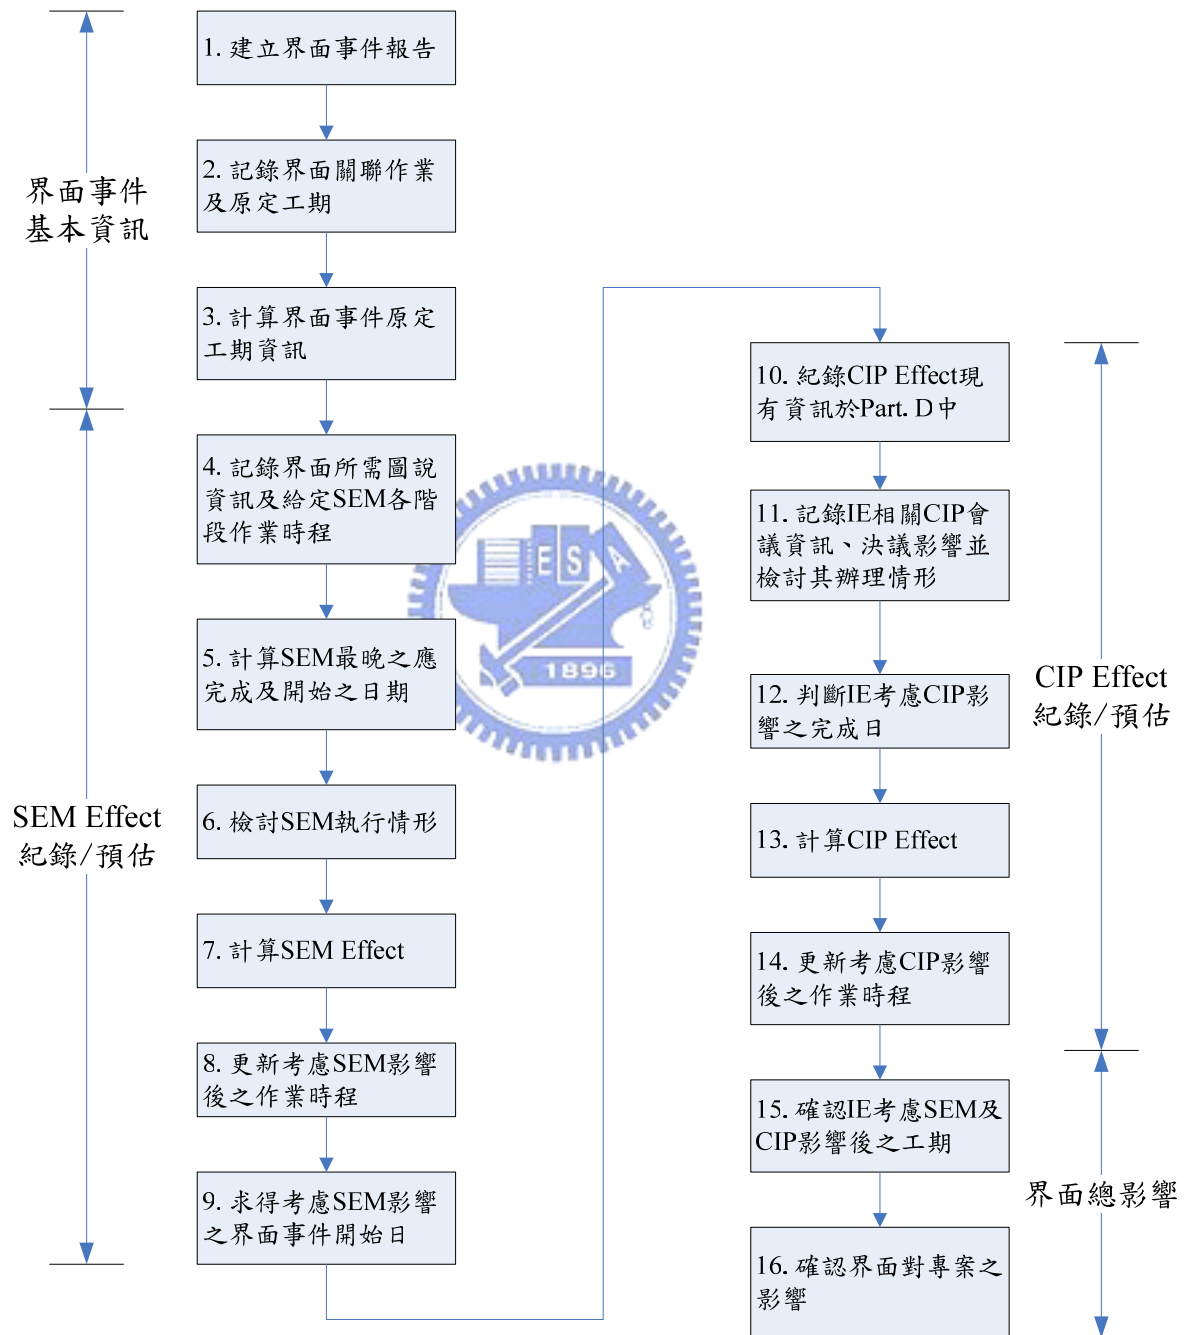 界面事件
基本資訊
1. 建立界面事件報告
2. 記錄界面關聯作業
及原定工期
3. 計算界面事件原定
工期資訊
SEM Effect
紀錄/預估
4. 記錄界面所需圖說
資訊及給定SEM各階
段作業時程
5. 計算SEM最晚之應
完成及開始之日期
6. 檢討SEM執行情形
7. 計算SEM Effect
8. 更新考慮SEM影響
後之作業時程
9. 求得考慮SEM影響
之界面事件開始日
ESA
1896
10. 紀錄CIP Effect現
有資訊於Part. D中
11. 記錄IE相關CIP會
議資訊、決議影響並
檢討其辦理情形
12. 判斷IE考慮CIP影
響之完成日
13. 計算CIP Effect
14. 更新考慮CIP影響
後之作業時程
CIP Effect
紀錄/預估
15. 確認IE考慮SEM及
CIP影響後之工期
16. 確認界面對專案之
影響
界面總影響